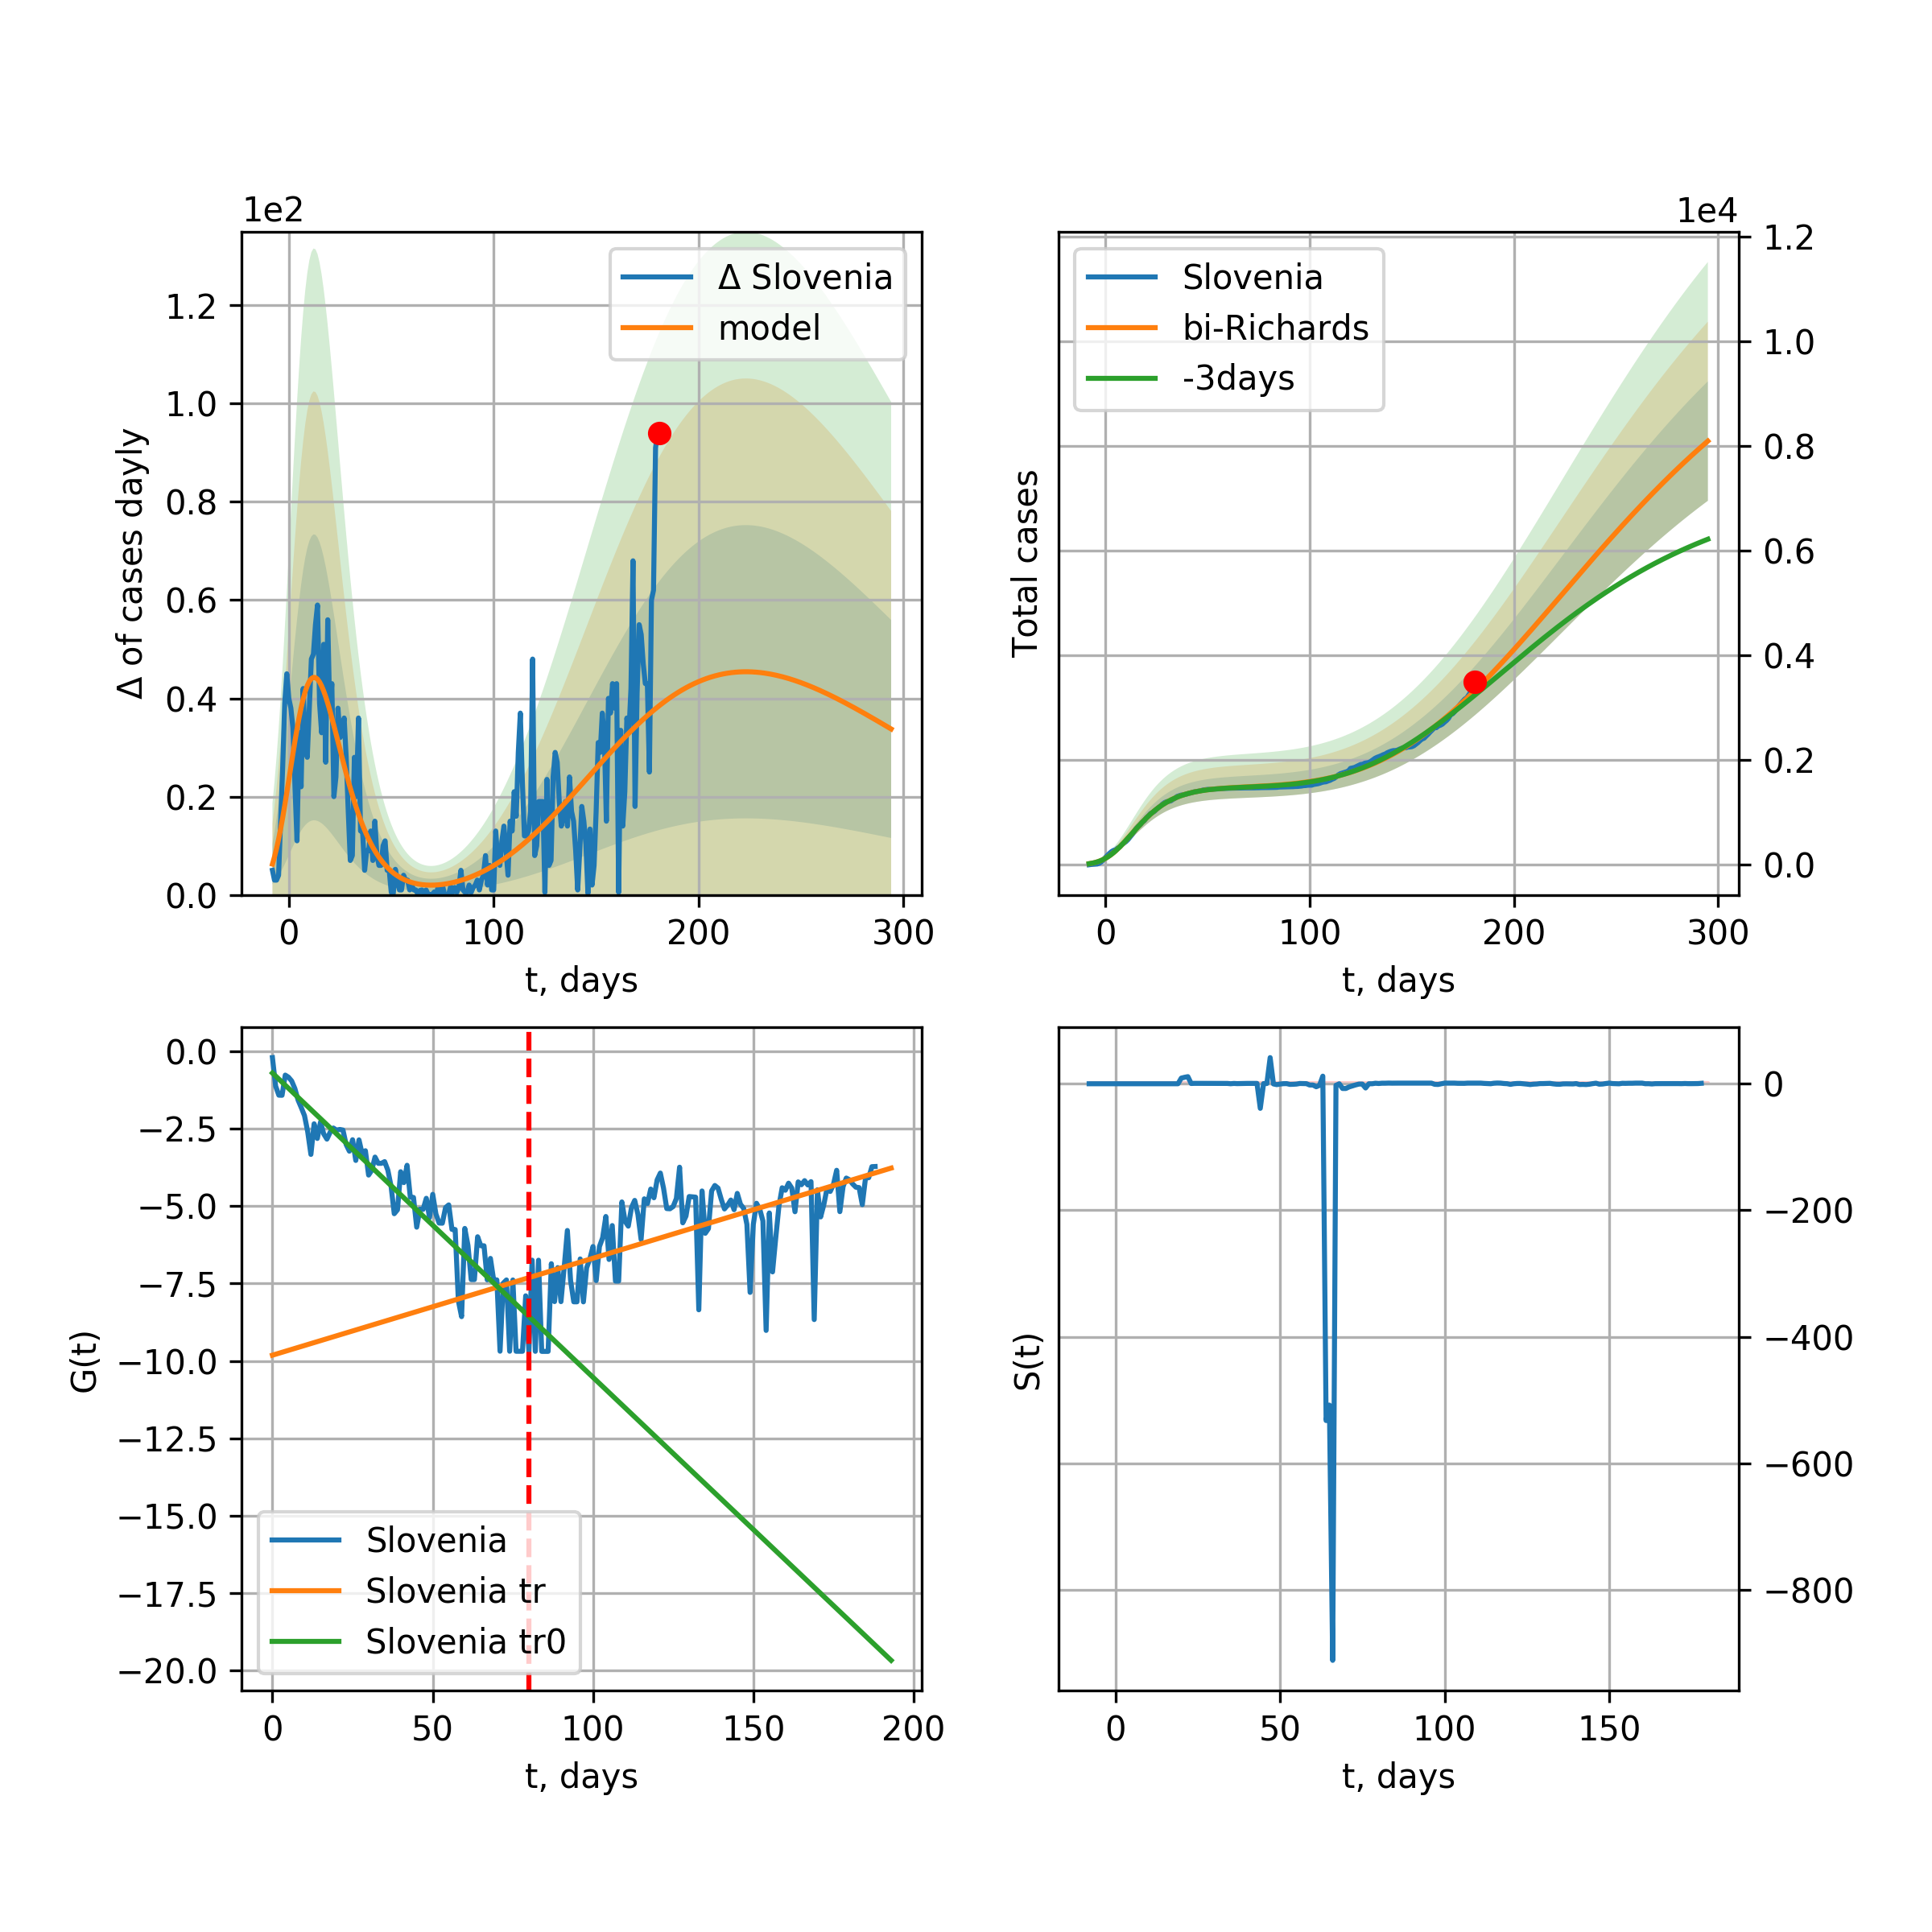 1e2
Δ of cases dayly
1.2
1.0
0.8
0.6
0.4
0.2
0.0
Δ Slovenia
model
0 100 200 300
t, days
1e4
Total cases
Slovenia
bi-Richards
-3days
1.2
1.0
0.8
0.6
0.4
0.2
0.0
0 100 200 300
t, days
G(t)
0.0
−2.5
−5.0
−7.5
−10.0
−12.5
−15.0
−17.5
−20.0
Slovenia
Slovenia tr
Slovenia tr0
0 50 100 150 200
t, days
S(t)
0
−200
−400
−600
−800
0 50 100 150
t, days